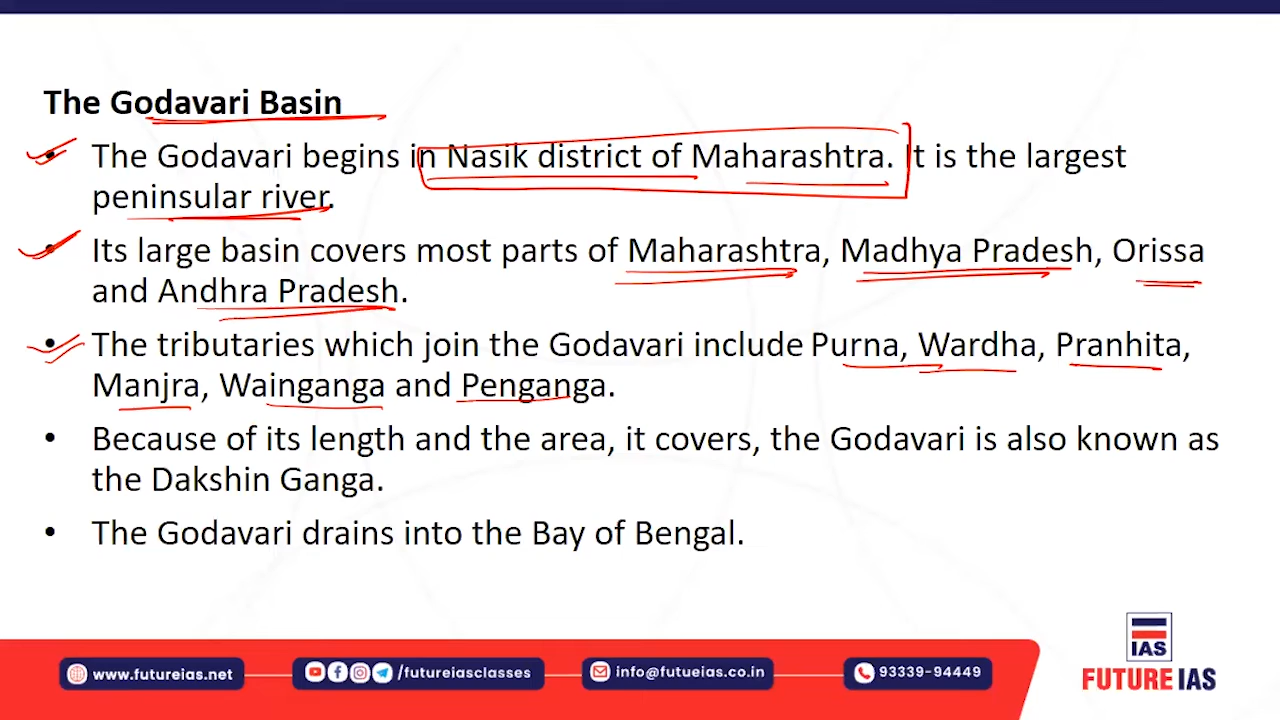 The Godavari Basin
• The Godavari begins in Nasik district of Maharashtra. It is the largest
peninsular river.
• Its large basin covers most parts of Maharashtra, Madhya Pradesh, Orissa
and Andhra Pradesh.
• The tributaries which join the Godavari include Purna, Wardha, Pranhita,
Manjra, Wainganga and Penganga.
• Because of its length and the area, it covers, the Godavari is also known as
the Dakshin Ganga.
• The Godavari drains into the Bay of Bengal.
www.futureias.net
/futureiasclasses
info@futueias.co.in
93339-94449
IAS
FUTURE IAS